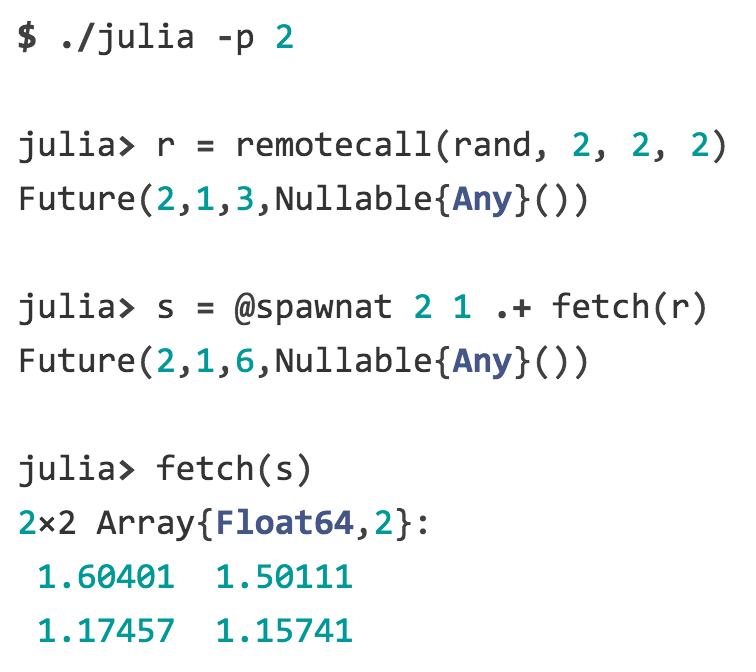 $ ./julia -p 2
julia> r = remotecall(rand, 2, 2, 2)
Future(2,1,3,Nullable{Any}())
julia> s = @spawnat 2 1 .+ fetch(r)
Future(2,1,6,Nullable{Any}())
julia> fetch(s)
2×2 Array{Float64,2}:
1.60401 1.50111
1.17457 1.15741